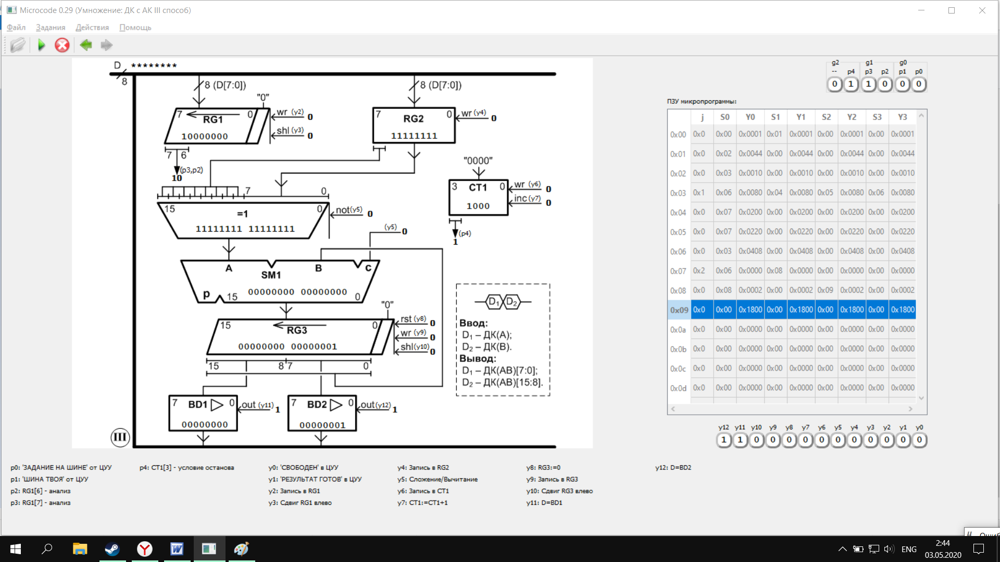 Microcode 0.29 (Умножение: ДК с АК III способ)
Файл Задания Действия Помощь
D ********
8
8 (D[7:0])
8 (D[7:0])
"0"
7 0
RG1
10000000
wr (y2) 0
shl (y3) 0
7 6
(p3,p2)
10
7 0
RG2
11111111
wr (y4) 0
"0000"
3 CT1 0
1000
wr (y6) 0
inc (y7) 0
(p4)
1
7 0
15 0
=1
11111111 11111111
not(y5) 0
(y5) 0
A B c
SM1
p 15 00000000 00000000 0
"0"
15 0
RG3
00000000 00000001
rst (y8) 0
wr (y9) 0
shl(y10) 0
15 8 7 0
7 BD1 0
00000000
out (y11) 1
7 BD2 0
00000001
out(y12) 1
III
D1 D2
Ввод:
D1 – ДК(A);
D2 – ДК(B).
Вывод:
D1 – ДК(AB)[7:0];
D2 – ДК(AB)[15:8].
g2 g1 g0
-- p4 p3 p2 p1 p0
0 1 1 0 0 0
ПЗУ микропрограммы:
j S0 Y0 S1 Y1 S2 Y2 S3 Y3
0x00 0x0 0x00 0x0001 0x01 0x0001 0x00 0x0001 0x00 0x0001
0x01 0x0 0x02 0x0044 0x00 0x0044 0x00 0x0044 0x00 0x0044
0x02 0x0 0x03 0x0010 0x00 0x0010 0x00 0x0010 0x00 0x0010
0x03 0x1 0x06 0x0080 0x04 0x0080 0x05 0x0080 0x06 0x0080
0x04 0x0 0x07 0x0200 0x00 0x0200 0x00 0x0200 0x00 0x0200
0x05 0x0 0x07 0x0220 0x00 0x0220 0x00 0x0220 0x00 0x0220
0x06 0x0 0x03 0x0408 0x00 0x0408 0x00 0x0408 0x00 0x0408
0x07 0x2 0x06 0x0000 0x08 0x0000 0x00 0x0000 0x00 0x0000
0x08 0x0 0x08 0x0002 0x00 0x0002 0x09 0x0002 0x00 0x0002
0x09 0x0 0x00 0x1800 0x00 0x1800 0x00 0x1800 0x00 0x1800
0x0a 0x0 0x00 0x0000 0x00 0x0000 0x00 0x0000 0x00 0x0000
0x0b 0x0 0x00 0x0000 0x00 0x0000 0x00 0x0000 0x00 0x0000
0x0c 0x0 0x00 0x0000 0x00 0x0000 0x00 0x0000 0x00 0x0000
0x0d 0x0 0x00 0x0000 0x00 0x0000 0x00 0x0000 0x00 0x0000
y12 y11 y10 y9 y8 y7 y6 y5 y4 y3 y2 y1 y0
1 1 0 0 0 0 0 0 0 0 0 0 0
p0: 'ЗАДАНИЕ НА ШИНЕ' от ЦУУ
p1: 'ШИНА ТВОЯ' от ЦУУ
p2: RG1[6] - анализ
p3: RG1[7] - анализ
p4: CT1[3] - условие останова
y0: 'СВОБОДЕН' в ЦУУ
y1: 'РЕЗУЛЬТАТ ГОТОВ' в ЦУУ
y2: Запись в RG1
y3: Сдвиг RG1 влево
y4: Запись в RG2
y5: Сложение/Вычитание
y6: Запись в CT1
y7: CT1:=CT1+1
y8: RG3:=0
y9: Запись в RG3
y10: Сдвиг RG3 влево
y11: D=BD1
y12: D=BD2
ENG
2:44
03.05.2020